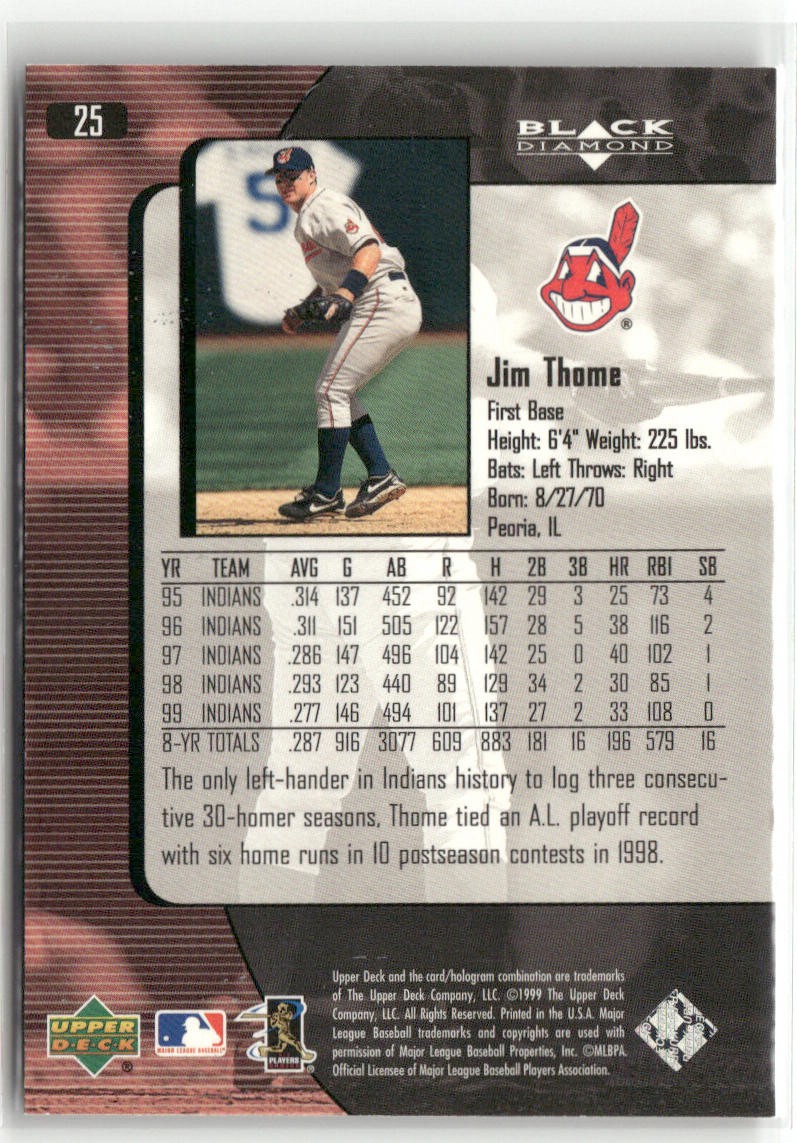 25
BLACK
DIAMOND
5
®
Jim Thome
First Base
Height: 6'4" Weight: 225 lbs.
Bats: Left Throws: Right
Born: 8/27/70
Peoria, IL
YR TEAM AVG G AB R H 2B 3B HR RBI SB
95 INDIANS .314 137 452 92 142 29 3 25 73 4
96 INDIANS .311 151 505 122 157 28 5 38 116 2
97 INDIANS .286 147 496 104 142 25 0 40 102 1
98 INDIANS .293 123 440 89 129 34 2 30 85 1
99 INDIANS .277 146 494 101 137 27 2 33 108 0
8-YR TOTALS .287 916 3077 609 883 181 16 196 579 16
The only left-hander in Indians history to log three consecu-
tive 30-homer seasons, Thome tied an A.L. playoff record
with six home runs in 10 postseason contests in 1998.
Upper Deck and the card/hologram combination are trademarks
of The Upper Deck Company, LLC. ©1999 The Upper Deck
Company, LLC. All Rights Reserved. Printed in the U.S.A. Major
League Baseball trademarks and copyrights are used with
permission of Major League Baseball Properties, Inc. ©MLBPA.
Official Licensee of Major League Baseball Players Association.
UPPER
D·E·C·K
®
MAJOR LEAGUE BASEBALL
PLAYERS